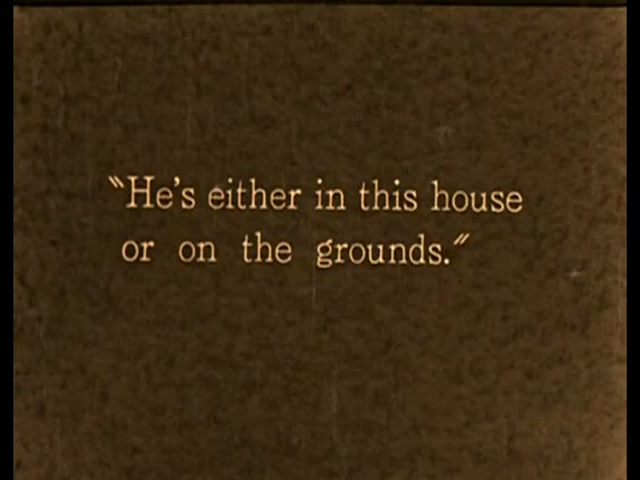 "He's either in this house
or on the grounds."